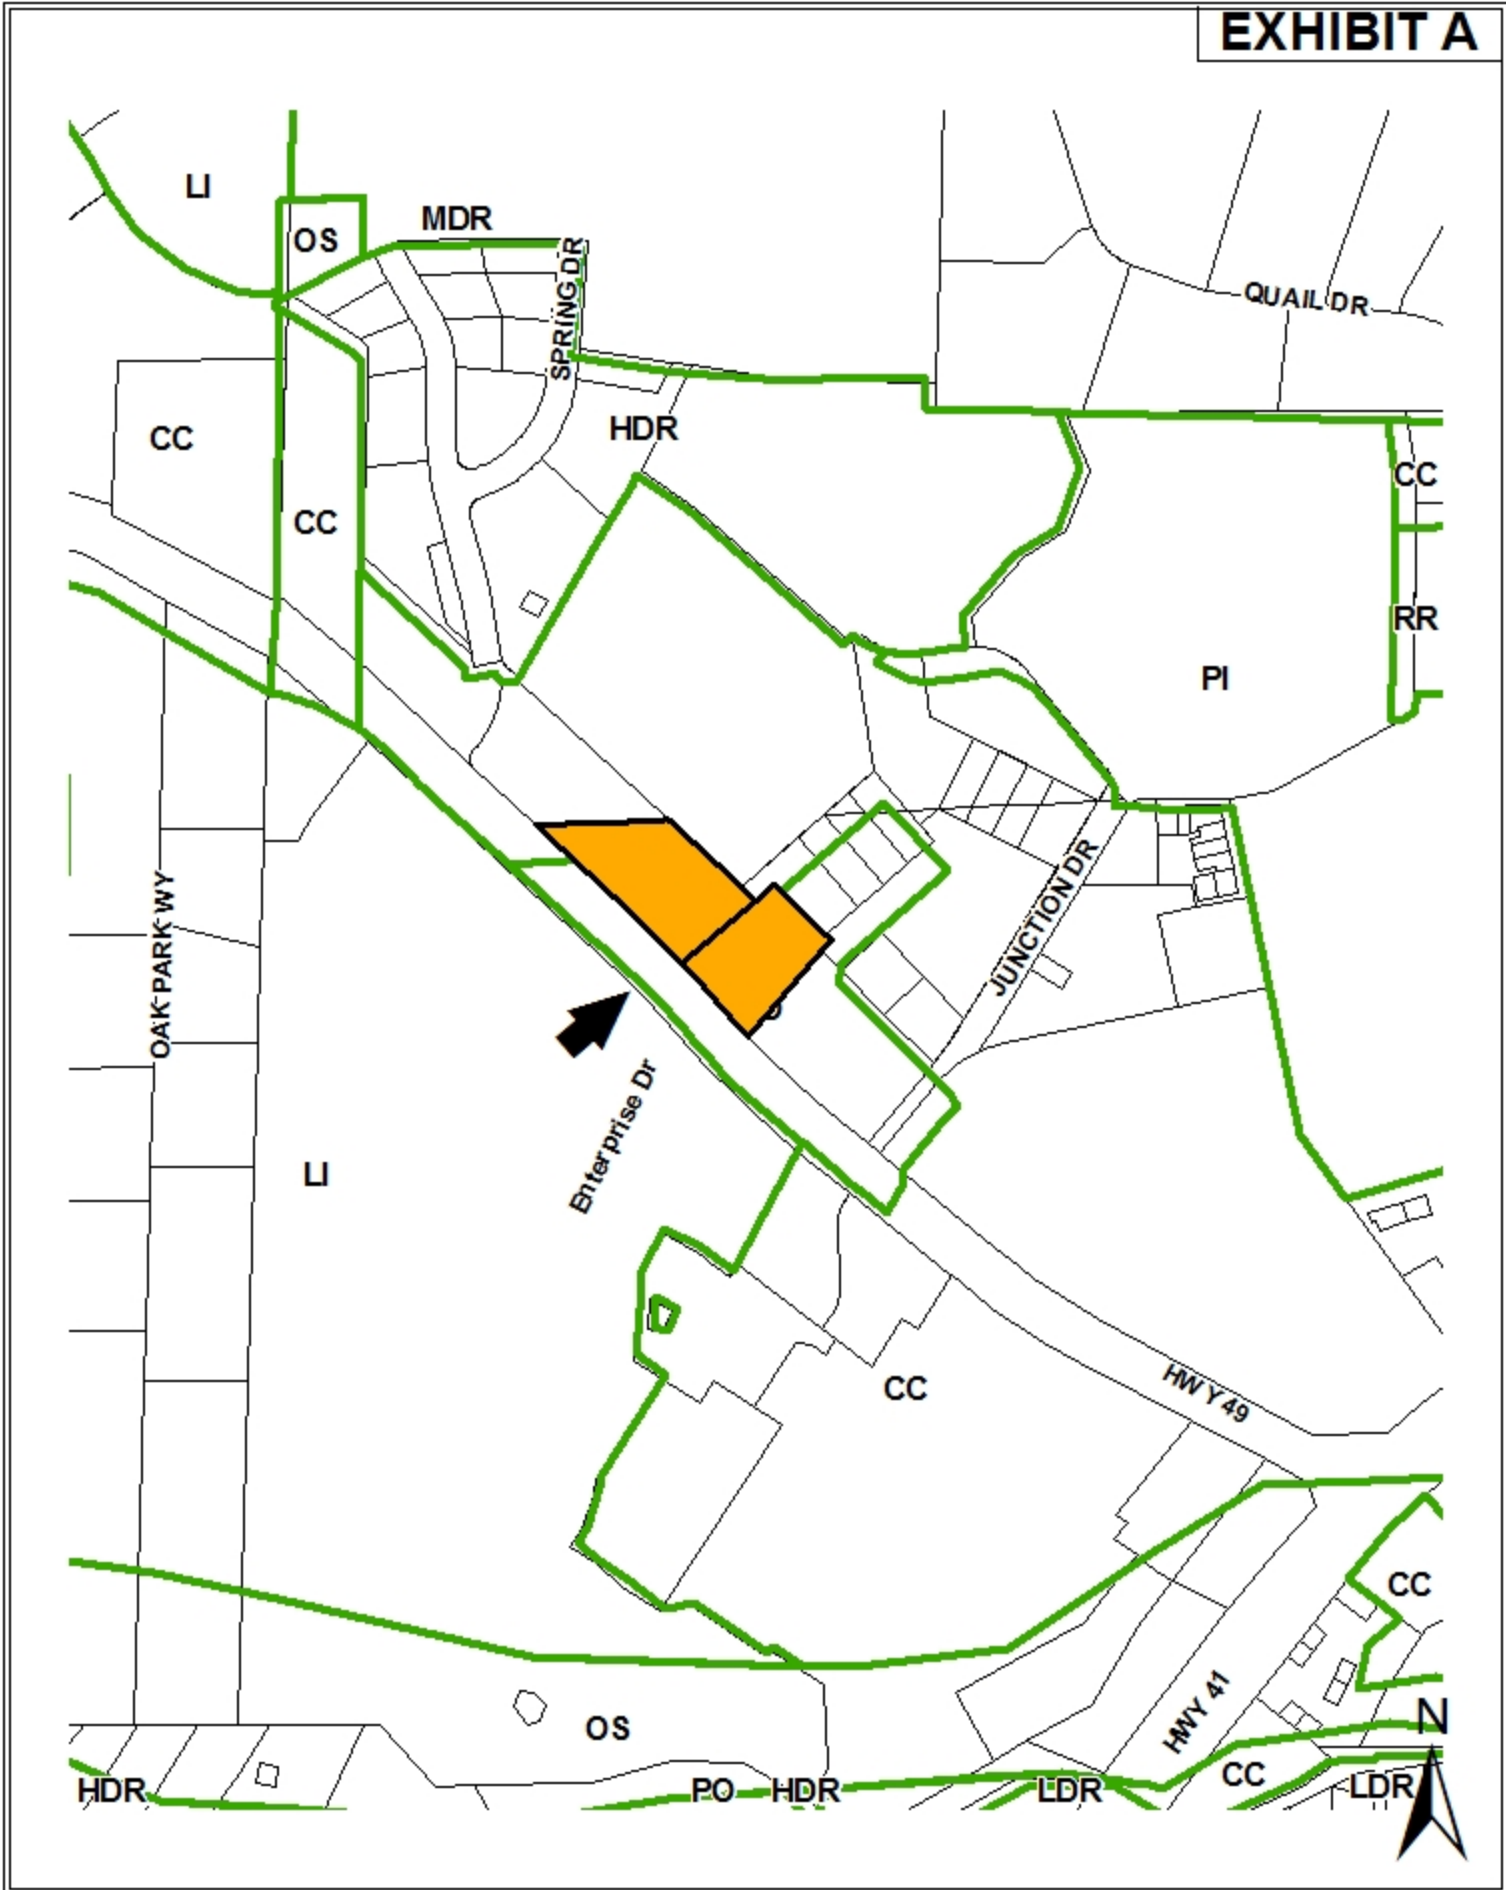 EXHIBIT A
LI
OS
MDR
SPRING DR
QUAIL DR
CC
HDR
CC
CC
RR
PI
OAK PARK WY
JUNCTION DR
Enterprise Dr
LI
CC
HWY 49
CC
HWY 41
OS
N
HDR
PO
HDR
LDR
CC
LDR